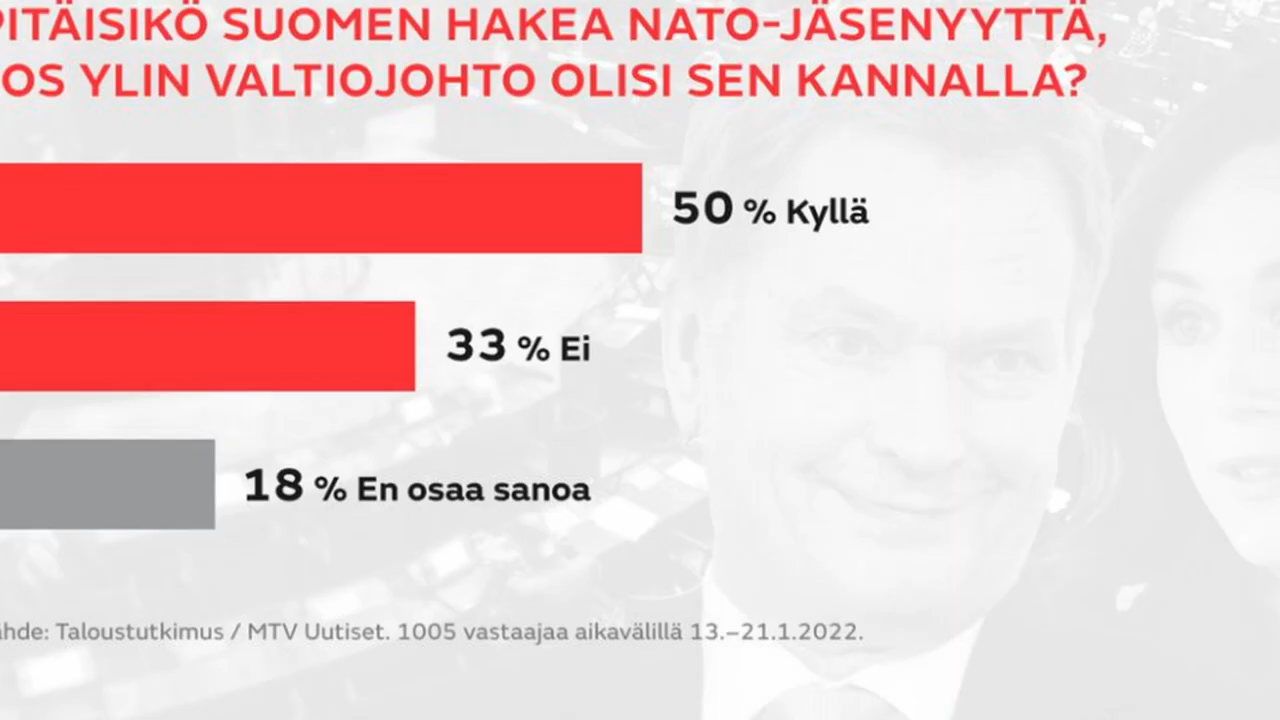 PITÄISIKÖ SUOMEN HAKEA NATO-JÄSENYYTTÄ,
OS YLIN VALTIOJOHTO OLISI SEN KANNALLA?
50 % Kyllä
33 % Ei
18 % En osaa sanoa
ähde: Taloustutkimus / MTV Uutiset. 1005 vastaajaa aikavälillä 13.–21.1.2022.